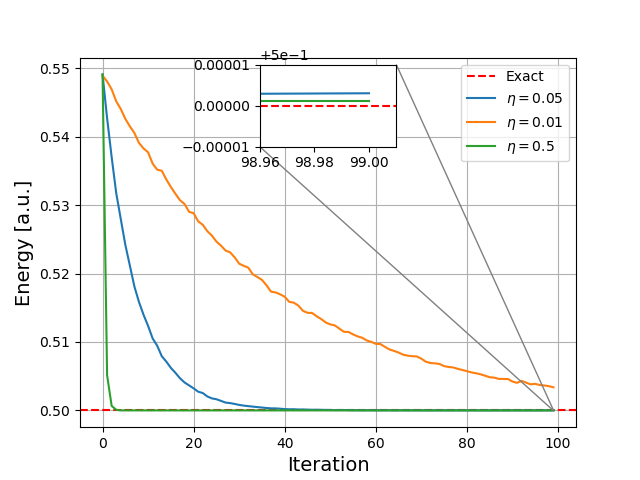 +5e−1
0.00001
0.00000
−0.00001
98.96
98.98
99.00
Exact
η = 0.05
η = 0.01
η = 0.5
0.55
0.54
0.53
0.52
0.51
0.50
Energy [a.u.]
0
20
40
60
80
100
Iteration